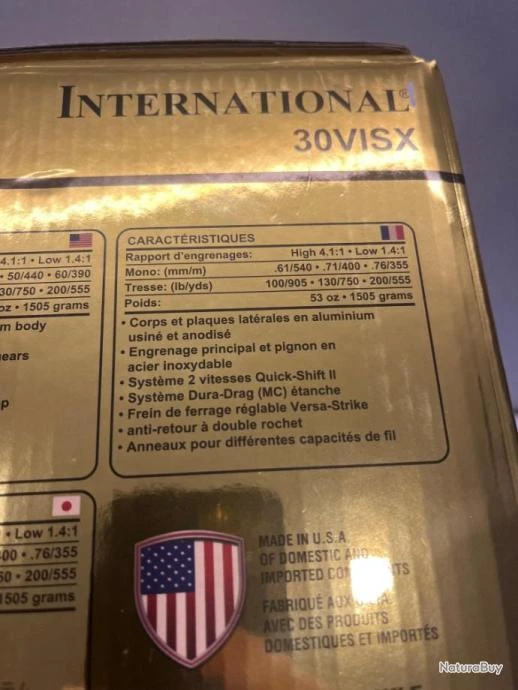 INTERNATIONAL®
30VISX
4.1:1 • Low 1.4:1
• 50/440 • 60/390
30/750 • 200/555
oz • 1505 grams
m body
ears
p
CARACTÉRISTIQUES
Rapport d'engrenages: High 4.1:1 • Low 1.4:1
Mono: (mm/m) .61/540 • .71/400 • .76/355
Tresse: (lb/yds) 100/905 • 130/750 • 200/555
Poids: 53 oz • 1505 grams
• Corps et plaques latérales en aluminium
usiné et anodisé
• Engrenage principal et pignon en
acier inoxydable
• Système 2 vitesses Quick-Shift II
• Système Dura-Drag (MC) étanche
• Frein de ferrage réglable Versa-Strike
• anti-retour à double rochet
• Anneaux pour différentes capacités de fil
• Low 1.4:1
00 • .76/355
50 • 200/555
1505 grams
MADE IN U.S.A.
OF DOMESTIC AND
IMPORTED
FABRIQUÉ AUX
AVEC DES PRODUITS
DOMESTIQUES ET IMPORTÉS
NaturaBuy